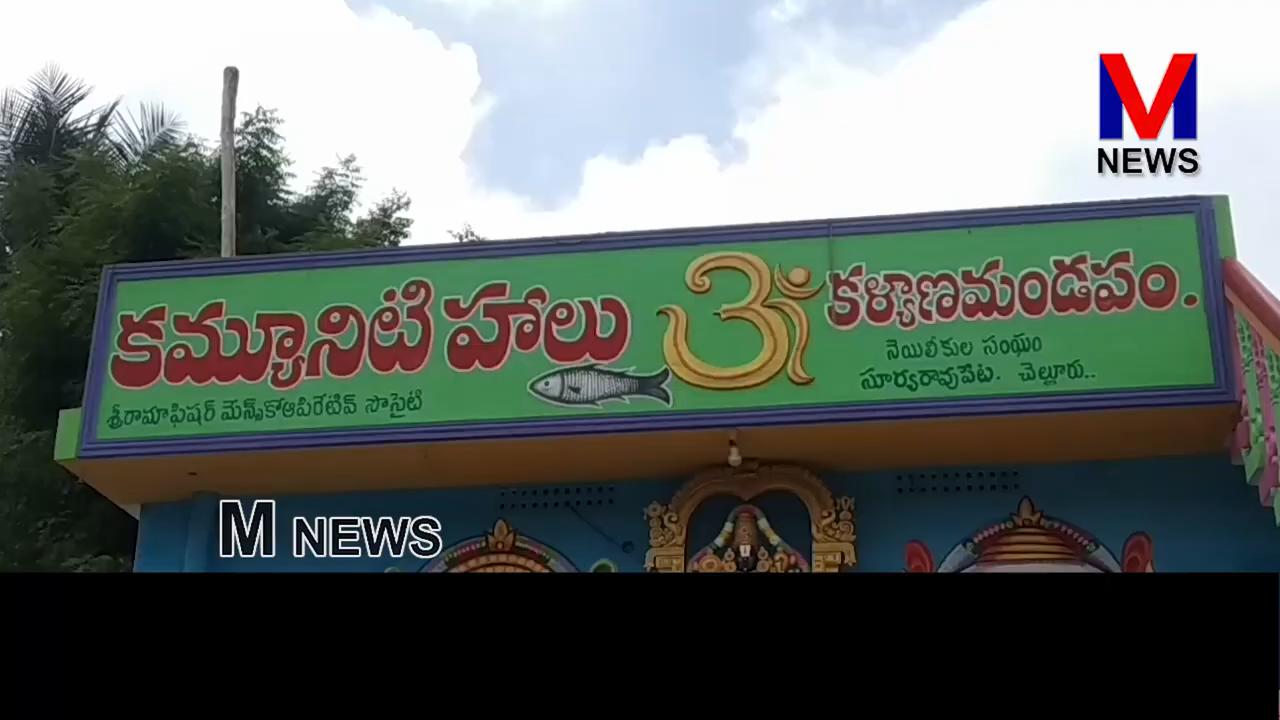 M
NEWS
కమ్యూనిటి హాలు ఓం కళ్యాణమండపం.
శ్రీరామాఫిషర్ మెన్స్‌కోఆపిరేటివ్ సొసైటి
నెయిలీకుల సంఘం
సూర్యరావుపేట. చెల్లూరు..
M NEWS